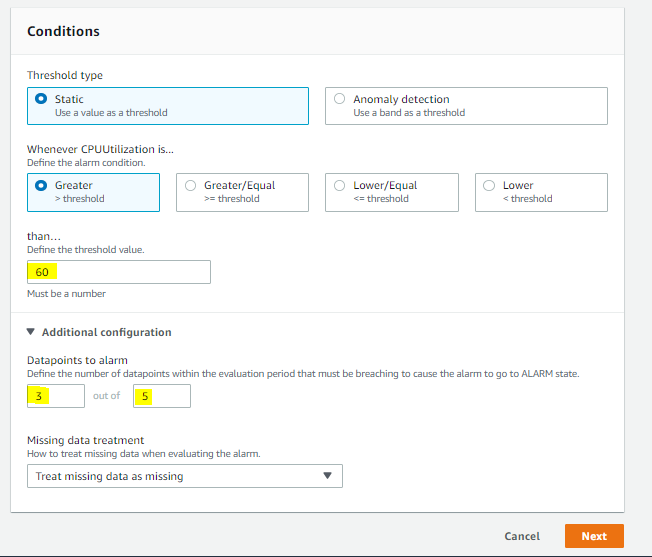 Conditions
Threshold type
Static
Use a value as a threshold
Anomaly detection
Use a band as a threshold
Whenever CPUUtilization is...
Define the alarm condition.
Greater
> threshold
Greater/Equal
>= threshold
Lower/Equal
<= threshold
Lower
< threshold
than...
Define the threshold value.
60
Must be a number
Additional configuration
Datapoints to alarm
Define the number of datapoints within the evaluation period that must be breaching to cause the alarm to go to ALARM state.
3 out of 5
Missing data treatment
How to treat missing data when evaluating the alarm.
Treat missing data as missing
Cancel Next